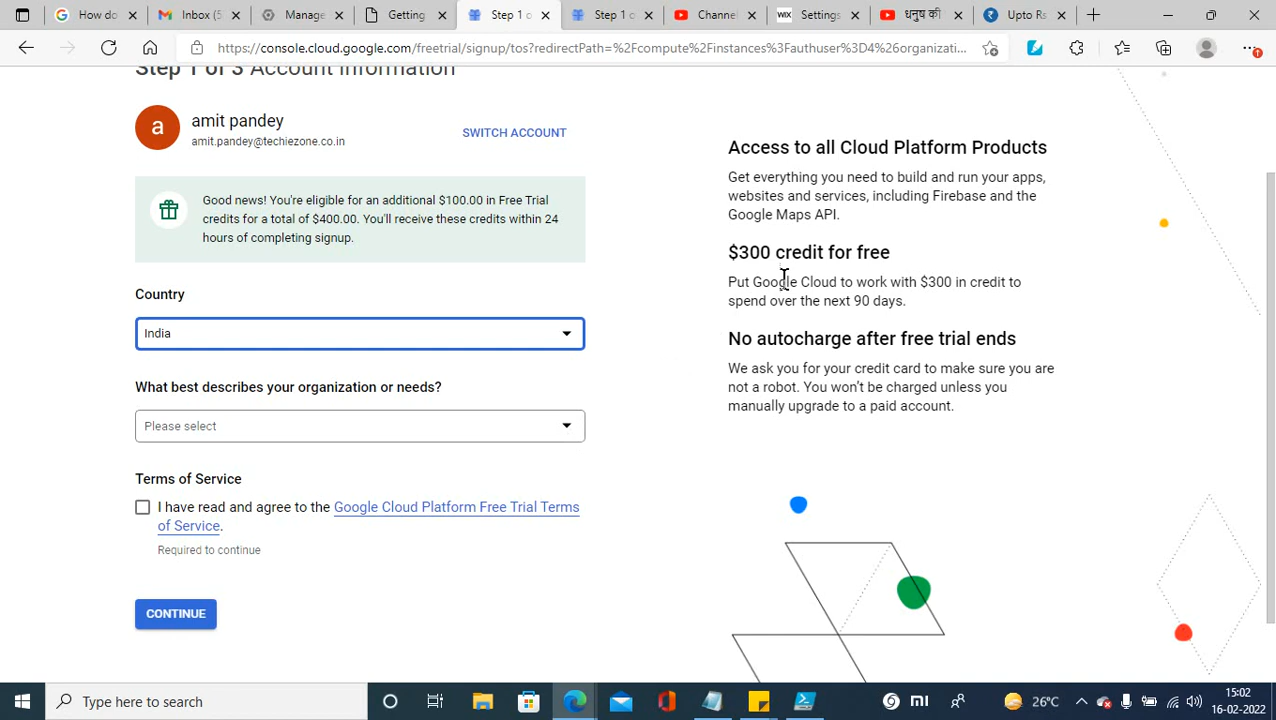 How do
Inbox (5
Manage
Getting
Step 1 o
Step 1 o
Channel
WIX
Settings
धनुष की
Upto Rs
https://console.cloud.google.com/freetrial/signup/tos?redirectPath=%2Fcompute%2Finstances%3Fauthuser%3D4%26organizati...
Step 1 of 3 Account Information
a
amit pandey
amit.pandey@techiezone.co.in
SWITCH ACCOUNT
Good news! You're eligible for an additional $100.00 in Free Trial
credits for a total of $400.00. You'll receive these credits within 24
hours of completing signup.
Country
India
What best describes your organization or needs?
Please select
Terms of Service
I have read and agree to the Google Cloud Platform Free Trial Terms
of Service.
Required to continue
CONTINUE
Access to all Cloud Platform Products
Get everything you need to build and run your apps,
websites and services, including Firebase and the
Google Maps API.
$300 credit for free
Put Google Cloud to work with $300 in credit to
spend over the next 90 days.
No autocharge after free trial ends
We ask you for your credit card to make sure you are
not a robot. You won't be charged unless you
manually upgrade to a paid account.
Type here to search
26°C
15:02
16-02-2022